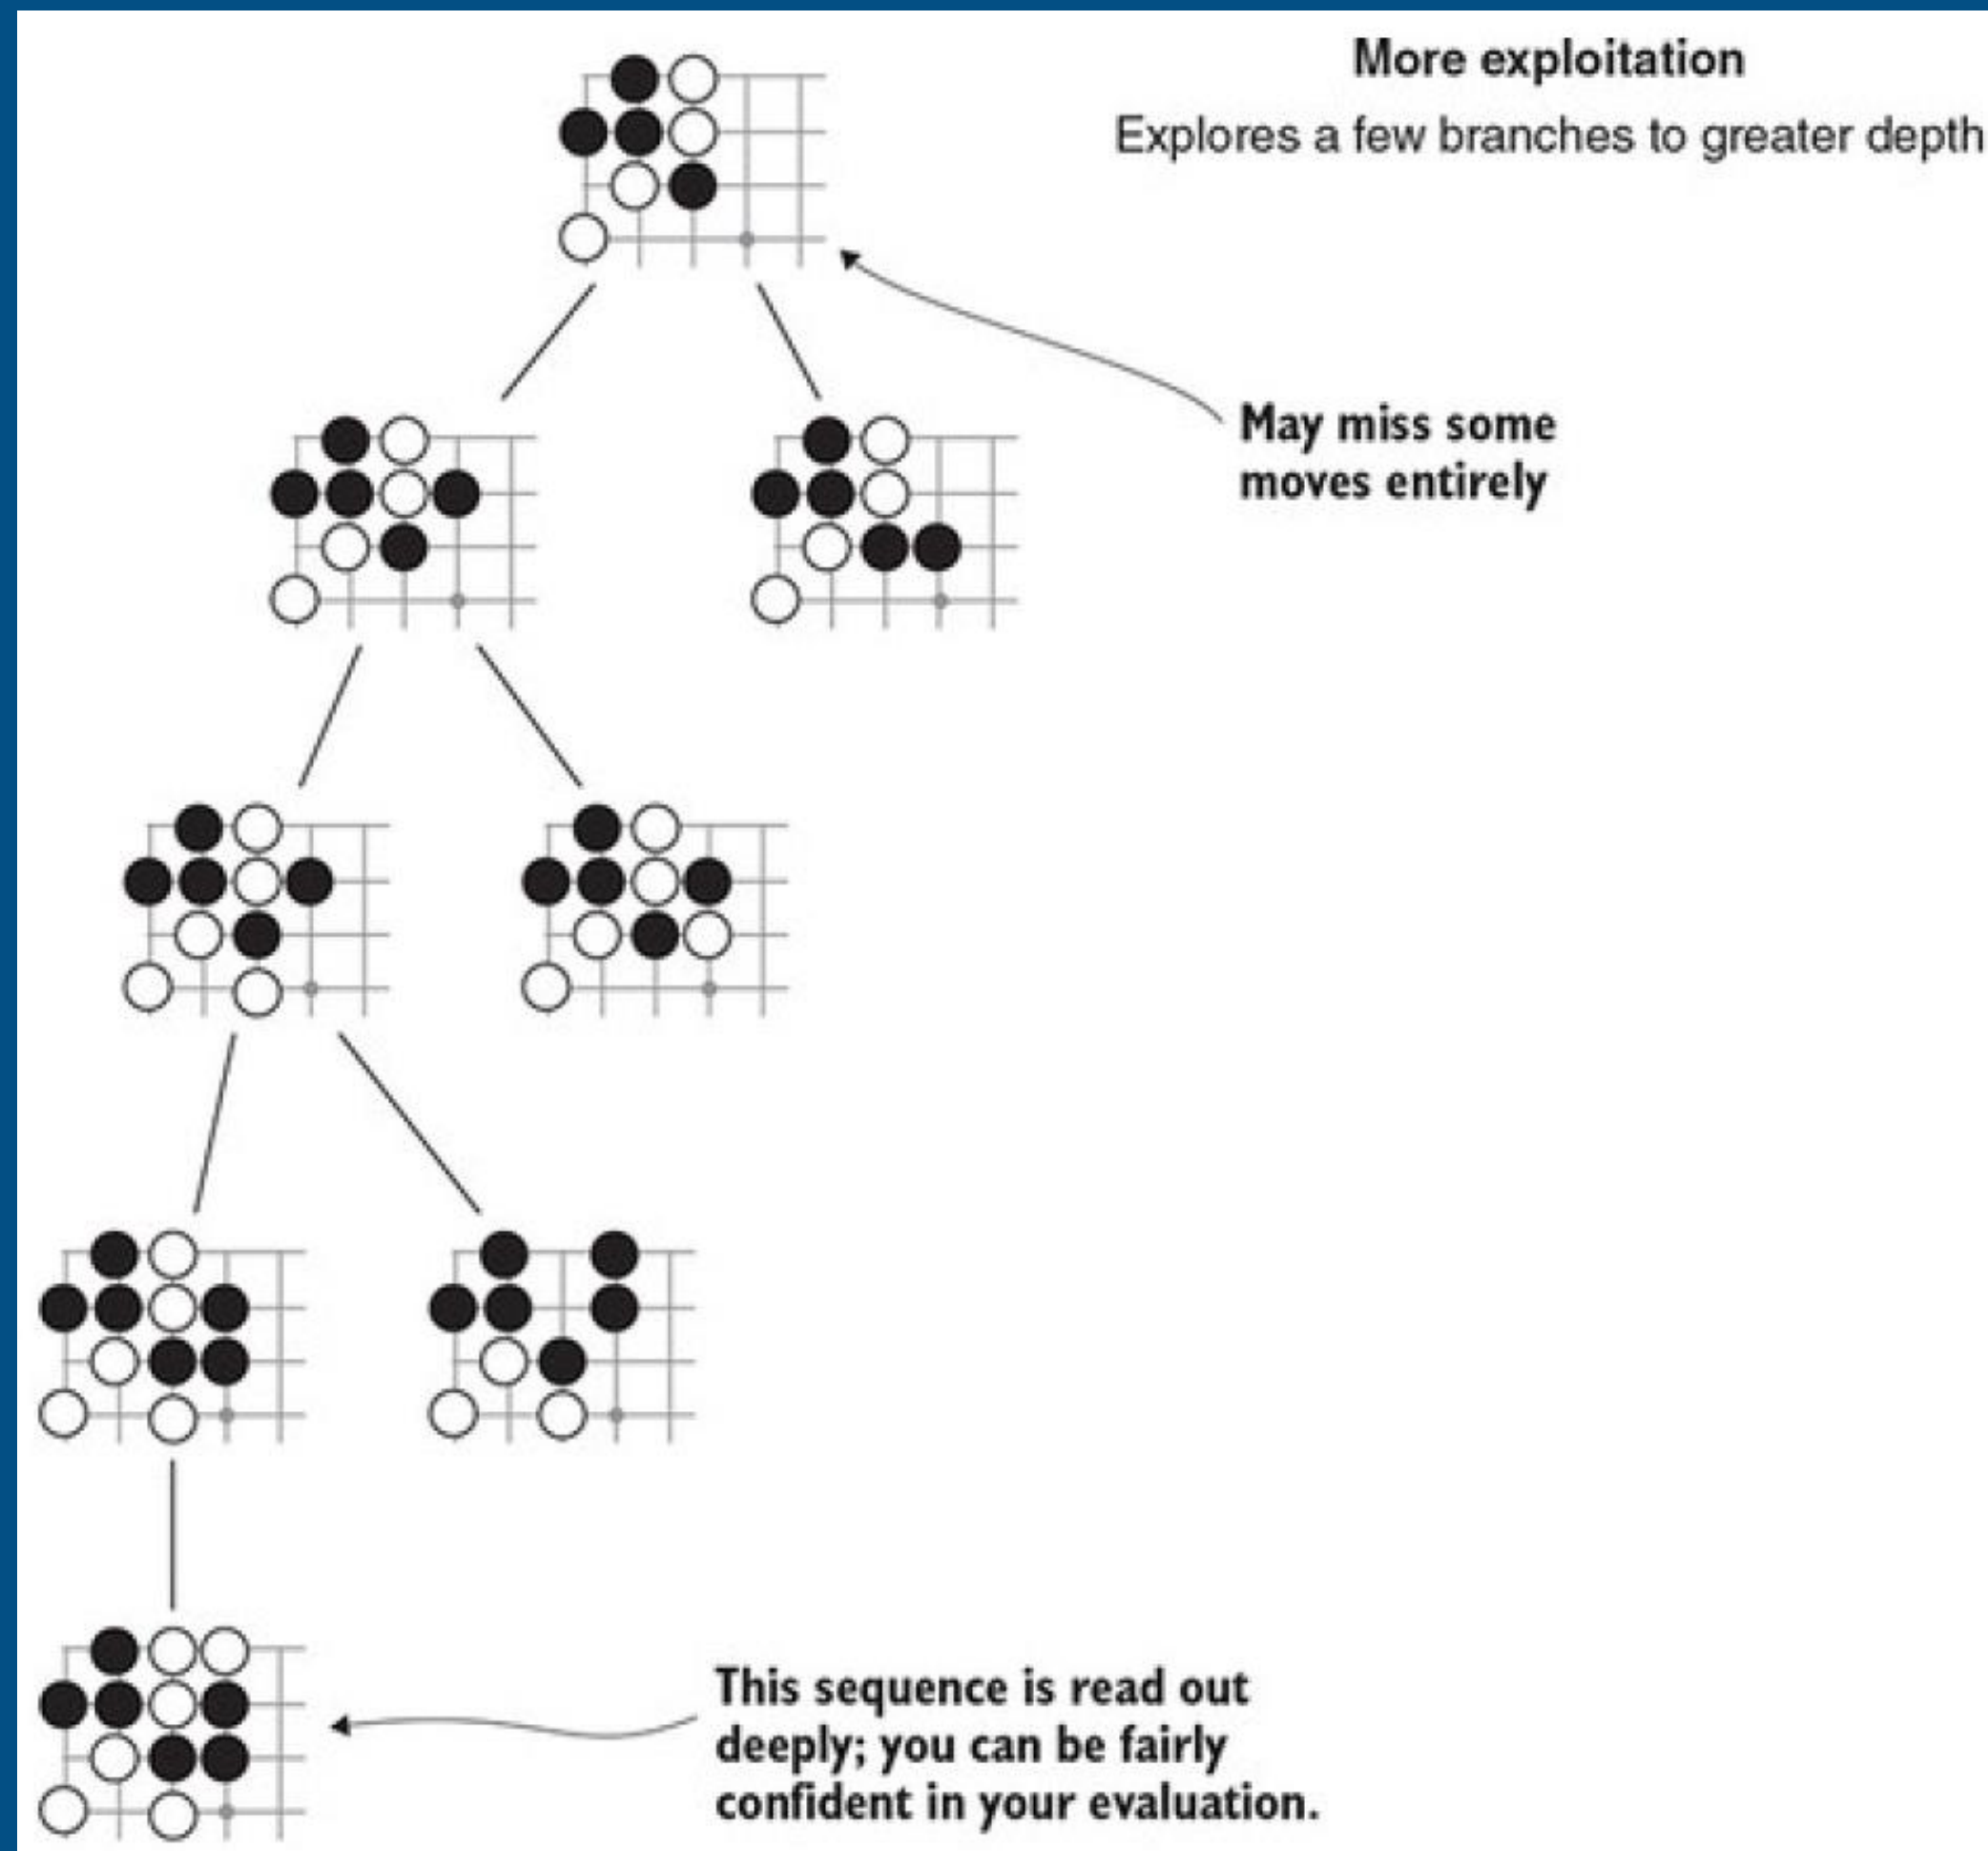 More exploitation
Explores a few branches to greater depth
May miss some
moves entirely
This sequence is read out
deeply; you can be fairly
confident in your evaluation.